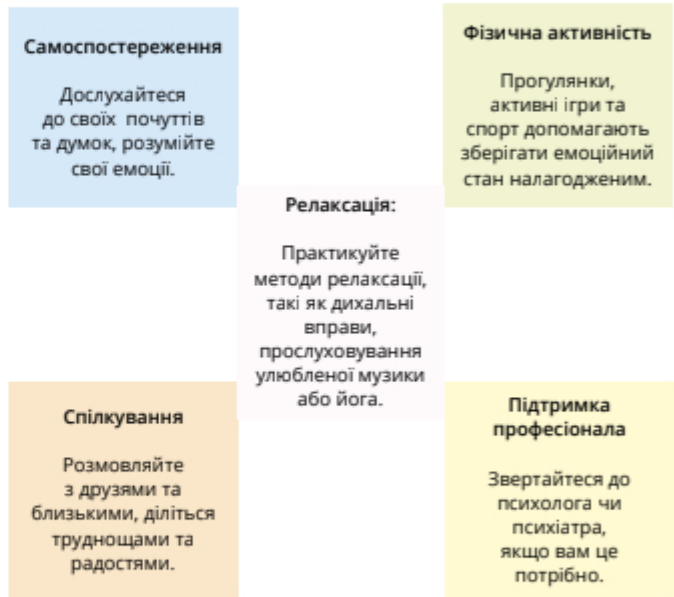 Самоспостереження
Дослухайтеся
до своїх почуттів
та думок, розумійте
свої емоції.
Фізична активність
Прогулянки,
активні ігри та
спорт допомагають
зберігати емоційний
стан налагодженим.
Релаксація:
Практикуйте
методи релаксації,
такі як дихальні
вправи,
прослуховування
улюбленої музики
або йога.
Спілкування
Розмовляйте
з друзями та
близькими, діліться
труднощами та
радостями.
Підтримка
професіонала
Звертайтеся до
психолога чи
психіатра,
якщо вам це
потрібно.